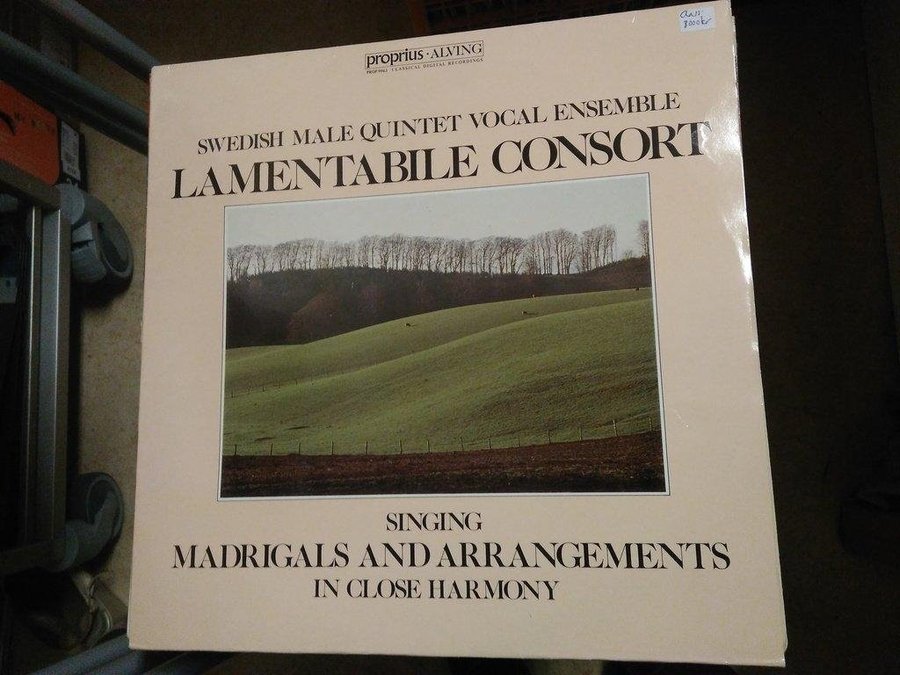 proprius · ALVING
CLASSICAL DIGITAL RECORDINGS
SWEDISH MALE QUINTET VOCAL ENSEMBLE
LAMENTABILE CONSORT
SINGING
MADRIGALS AND ARRANGEMENTS
IN CLOSE HARMONY